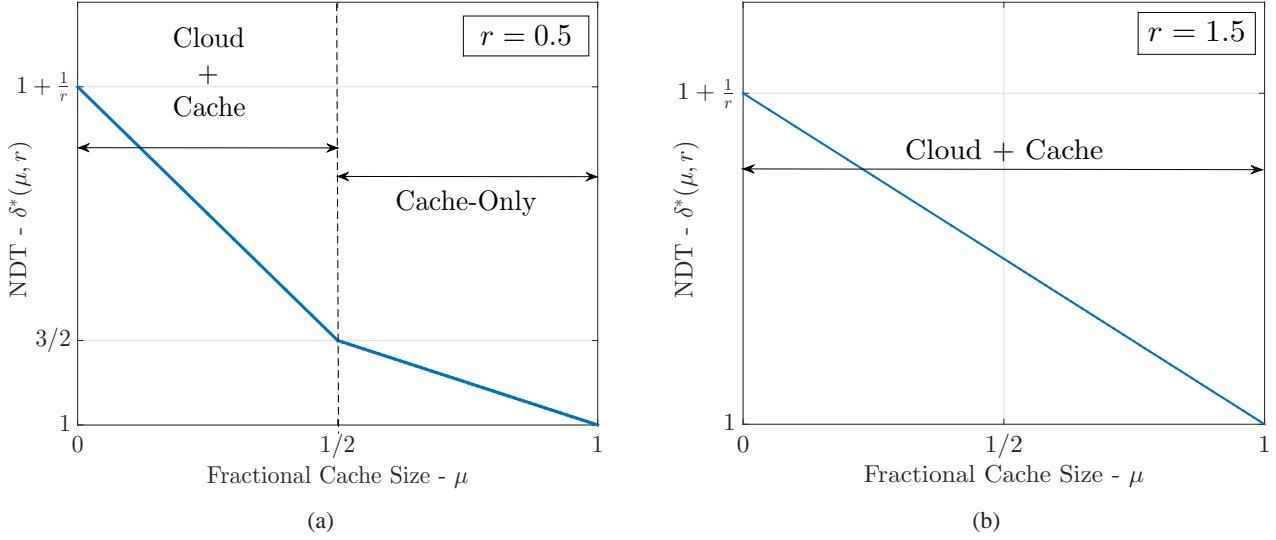 r = 0.5
Cloud
+
Cache
Cache-Only
1 + 1/r
3/2
1
0
1/2
1
NDT - δ*(μ, r)
Fractional Cache Size - μ
(a)
r = 1.5
Cloud + Cache
1 + 1/r
1
0
1/2
1
NDT - δ*(μ, r)
Fractional Cache Size - μ
(b)